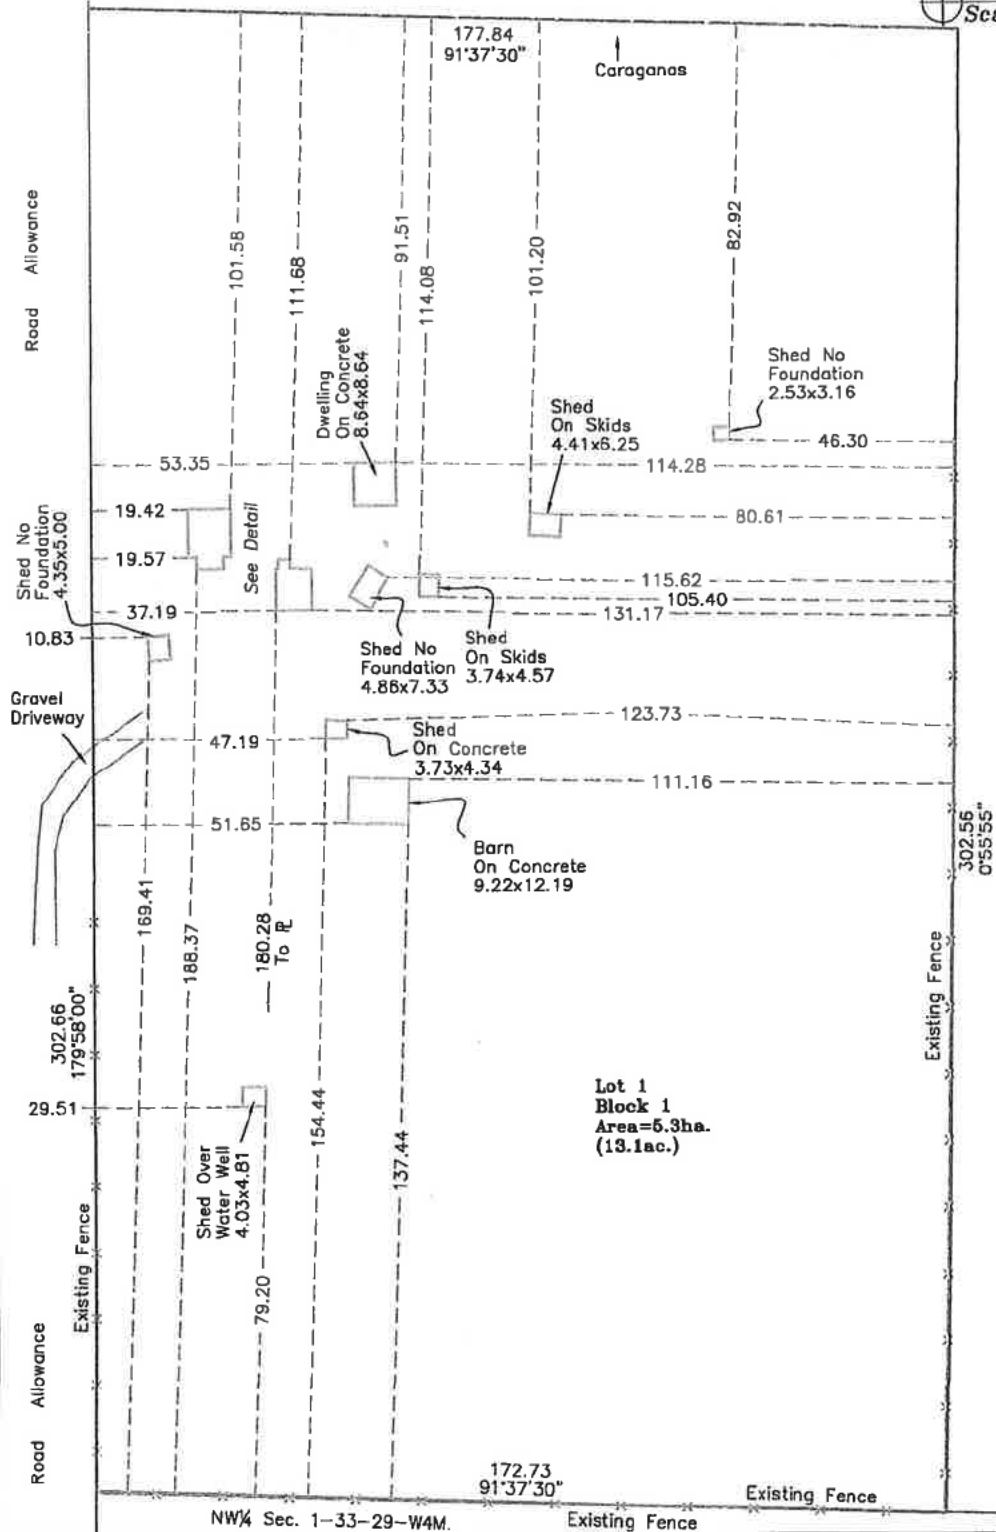 Sca
177.84
91°37'30"
Caraganas
Road Allowance
101.58
111.68
91.51
114.08
101.20
82.92
Dwelling
On Concrete
8.64x8.64
Shed No
Foundation
2.53x3.16
Shed
On Skids
4.41x6.25
46.30
53.35
114.28
19.42
80.61
Shed No
Foundation
4.35x5.00
See Detail
19.57
115.62
105.40
37.19
131.17
10.83
Shed No
Foundation
4.86x7.33
Shed
On Skids
3.74x4.57
Gravel
Driveway
123.73
47.19
Shed
On Concrete
3.73x4.34
111.16
51.65
Barn
On Concrete
9.22x12.19
302.56
0°55'55"
169.41
188.37
180.28
To PL
Existing Fence
302.66
179°58'00"
29.51
Lot 1
Block 1
Area=5.3ha.
(13.1ac.)
154.44
137.44
Shed Over
Water Well
4.03x4.81
Existing Fence
79.20
Road Allowance
172.73
91°37'30"
Existing Fence
NW¼ Sec. 1-33-29-W4M.
Existing Fence